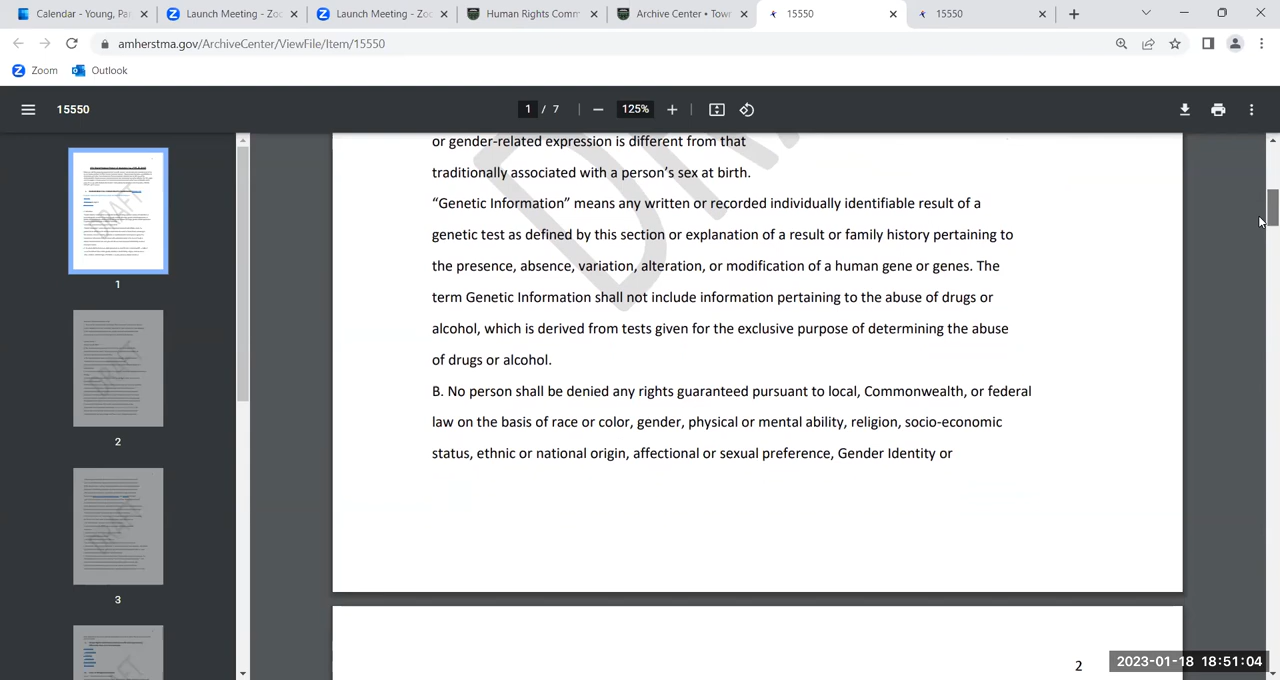 Calendar - Young, Pa
Launch Meeting - Zoo
Launch Meeting - Zoo
Human Rights Comm
Archive Center • Town
15550
15550
amherstma.gov/ArchiveCenter/ViewFile/Item/15550
Zoom
Outlook
15550
1 / 7
125%
or gender-related expression is different from that
traditionally associated with a person's sex at birth.
“Genetic Information” means any written or recorded individually identifiable result of a
genetic test as defined by this section or explanation of a result or family history pertaining to
the presence, absence, variation, alteration, or modification of a human gene or genes. The
term Genetic Information shall not include information pertaining to the abuse of drugs or
alcohol, which is derived from tests given for the exclusive purpose of determining the abuse
of drugs or alcohol.
B. No person shall be denied any rights guaranteed pursuant to local, Commonwealth, or federal
law on the basis of race or color, gender, physical or mental ability, religion, socio-economic
status, ethnic or national origin, affectional or sexual preference, Gender Identity or
1
2
3
2
2023-01-18 18:51:04